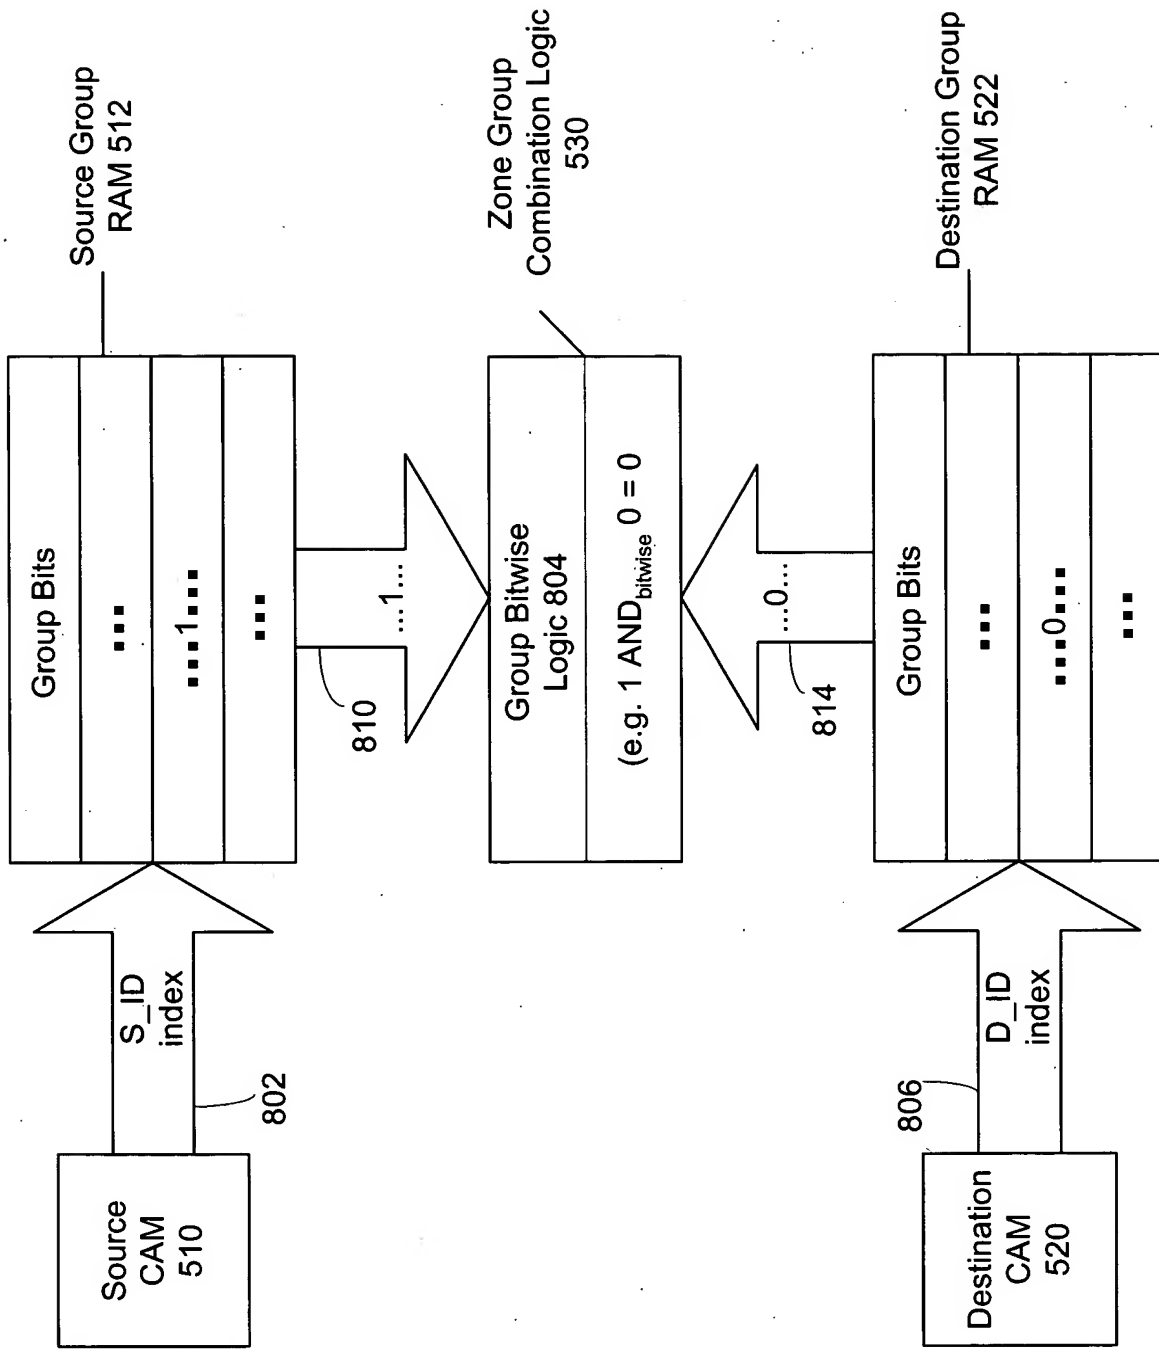 Source
CAM
510
S_ID
index
802
Group Bits
...
....1....
...
Source Group
RAM 512
810
...1...
Group Bitwise
Logic 804
(e.g. 1 AND bitwise 0 = 0
Zone Group
Combination Logic
530
814
...0...
Destination
CAM
520
D_ID
index
806
Group Bits
...
....0...
...
Destination Group
RAM 522